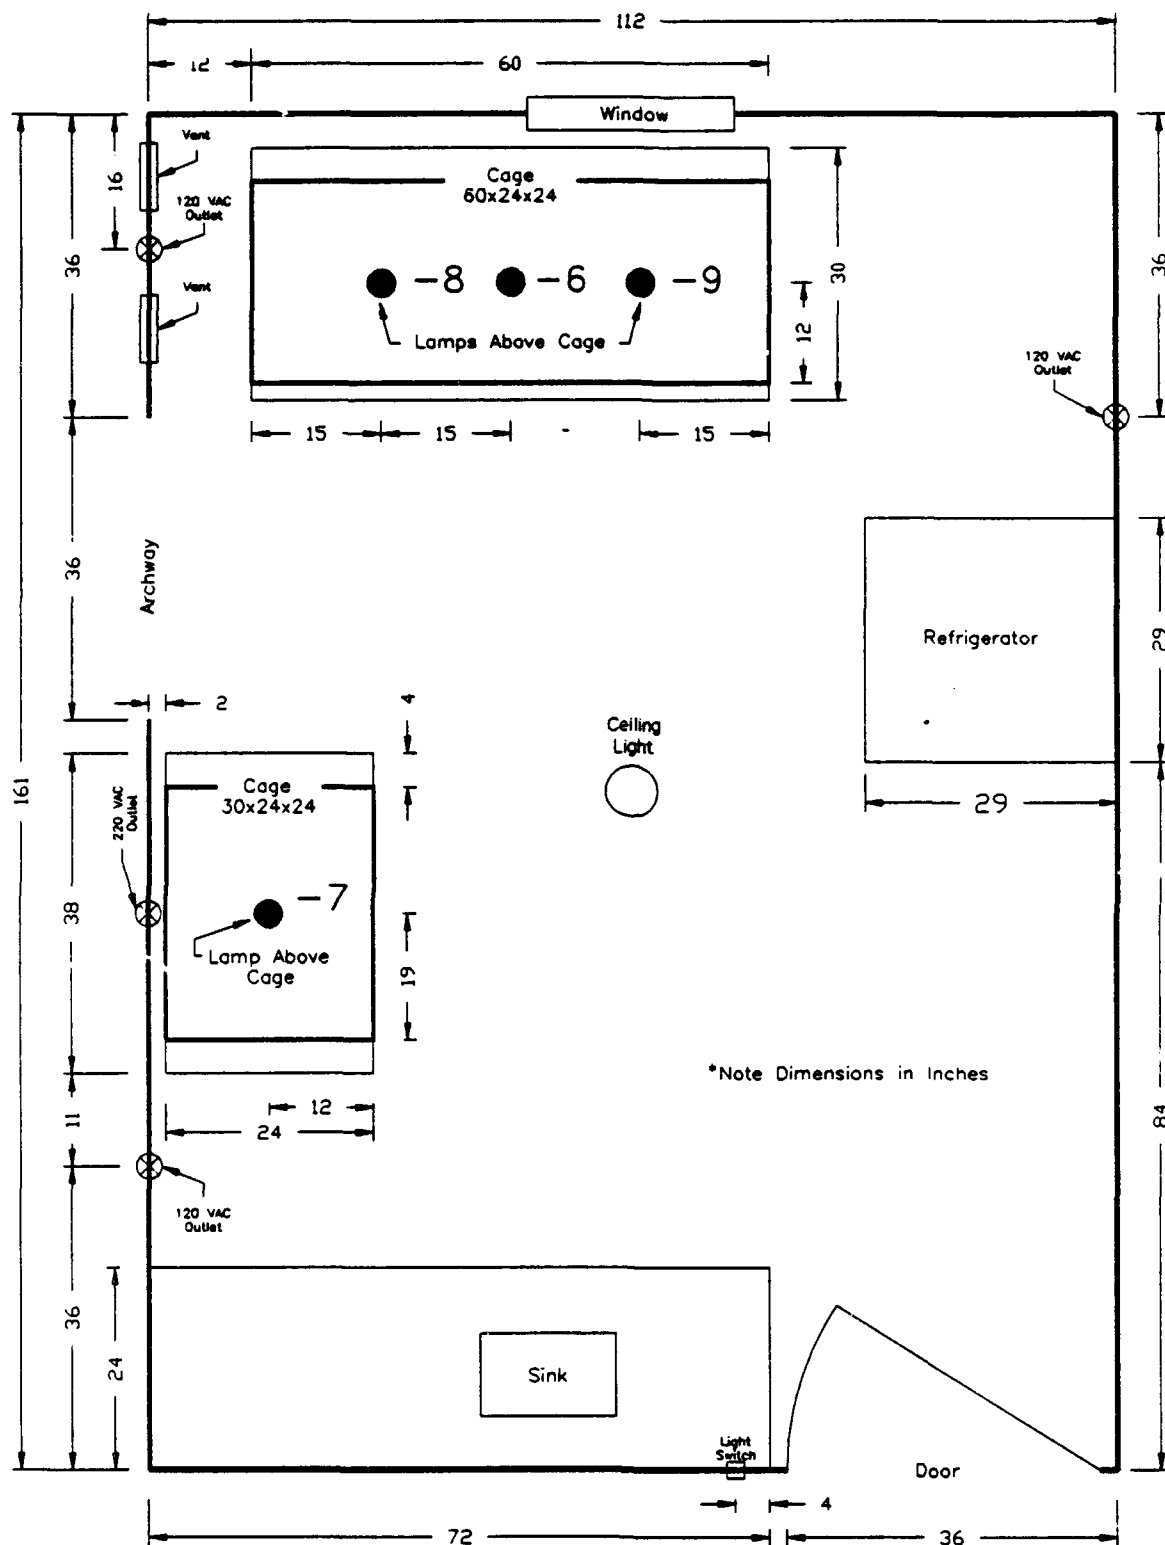 112
12
60
Window
Vent
16
120 VAC
Outlet
36
Vent
Cage
60x24x24
-8
-6
-9
Lamps Above Cage
30
12
36
120 VAC
Outlet
15
15
15
Archway
36
Refrigerator
29
29
2
4
Ceiling
Light
161
220 VAC
Outlet
Cage
30x24x24
38
-7
Lamp Above
Cage
19
*Note Dimensions in Inches
12
24
11
84
120 VAC
Outlet
36
24
Sink
Light
Switch
Door
4
72
36